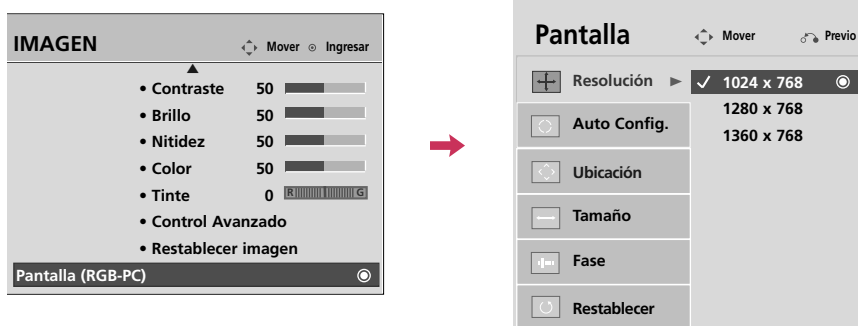 IMAGEN
Mover Ingresar
• Contraste 50
• Brillo 50
• Nitidez 50
• Color 50
• Tinte 0 R G
• Control Avanzado
• Restablecer imagen
Pantalla (RGB-PC)
Pantalla
Mover Previo
Resolución
Auto Config.
Ubicación
Tamaño
Fase
Restablecer
1024 x 768
1280 x 768
1360 x 768